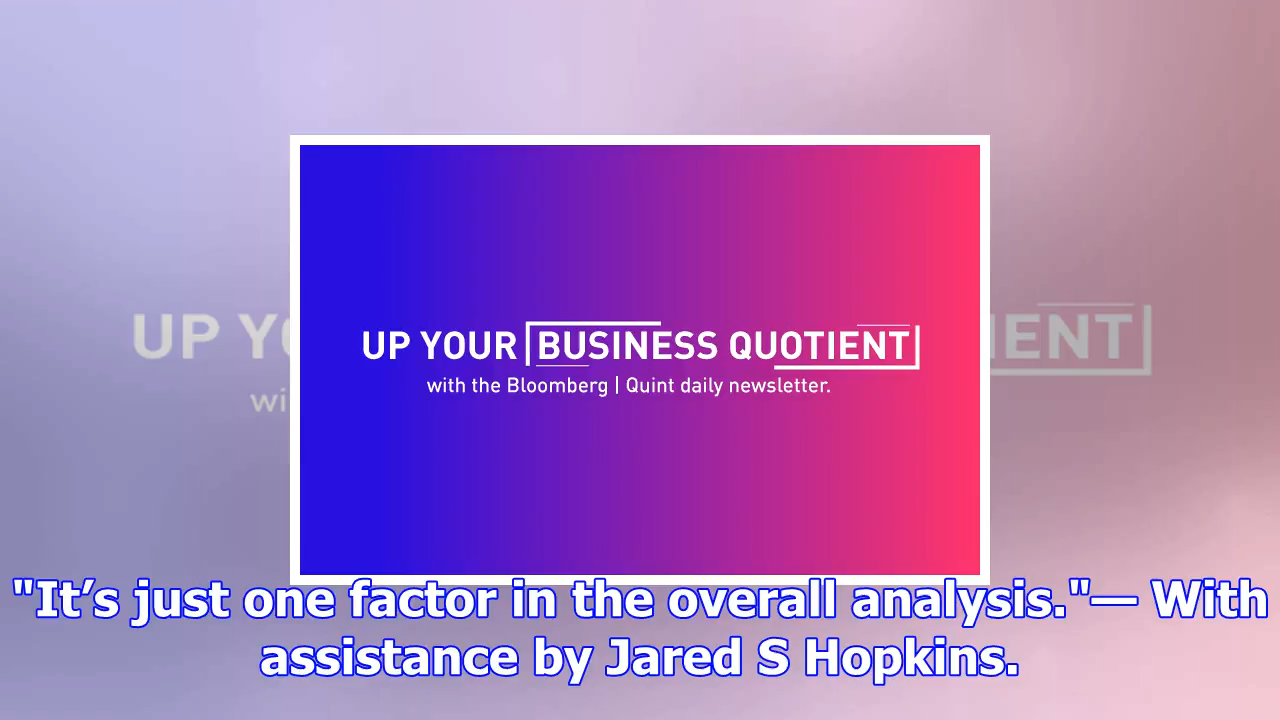 UP YOUR BUSINESS QUOTIENT
with the Bloomberg | Quint daily newsletter.
"It’s just one factor in the overall analysis."— With
assistance by Jared S Hopkins.